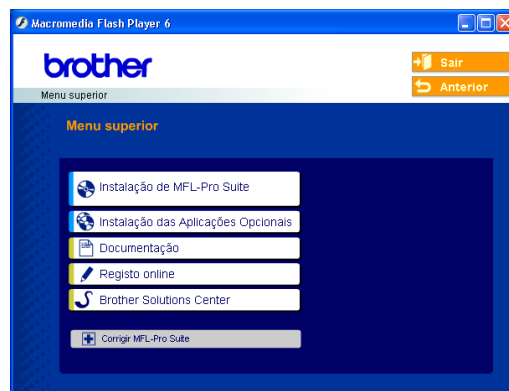 Macromedia Flash Player 6
brother
Sair
Anterior
Menu superior
Menu superior
Instalação de MFL-Pro Suite
Instalação das Aplicações Opcionais
Documentação
Registo online
Brother Solutions Center
Corrigir MFL-Pro Suite